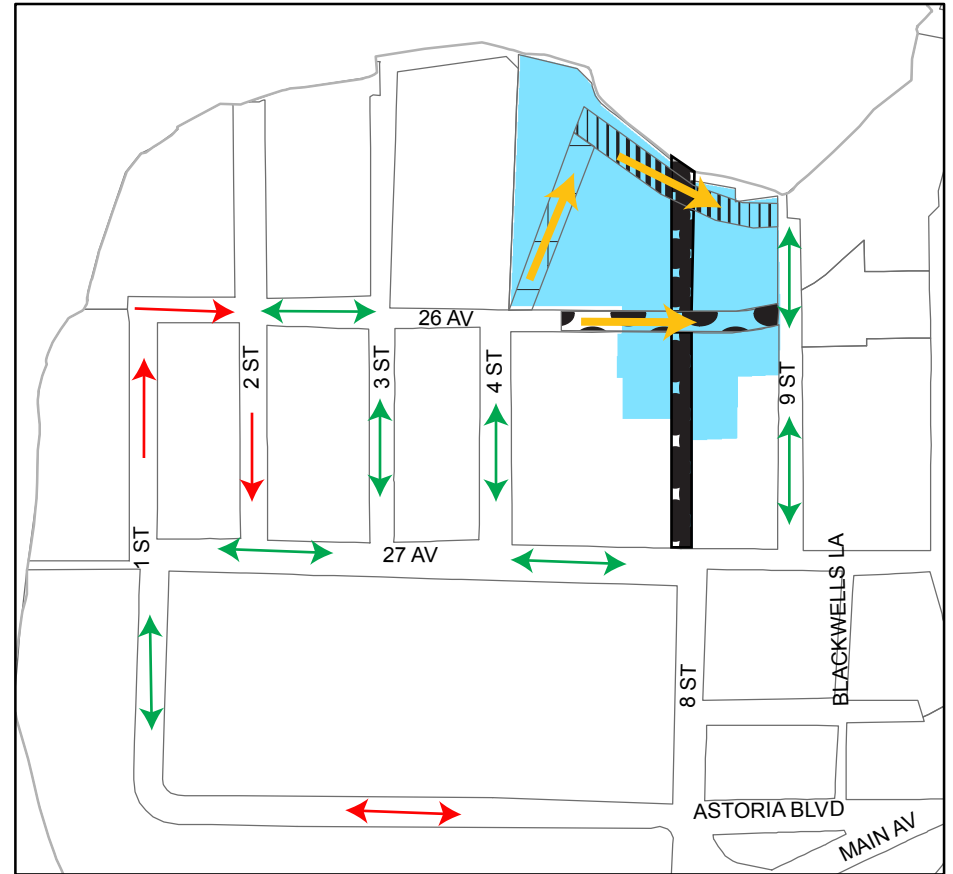 26 AV
2 ST
3 ST
4 ST
9 ST
1 ST
27 AV
BLACKWELLS LA
8 ST
ASTORIA BLVD
MAIN AV